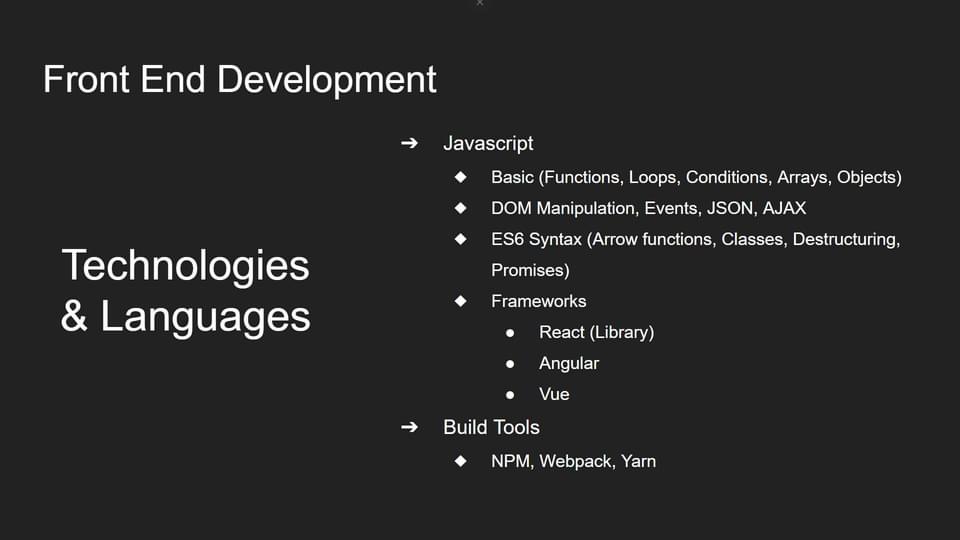 Front End Development
Technologies
& Languages
➔ Javascript
◆ Basic (Functions, Loops, Conditions, Arrays, Objects)
◆ DOM Manipulation, Events, JSON, AJAX
◆ ES6 Syntax (Arrow functions, Classes, Destructuring,
Promises)
◆ Frameworks
● React (Library)
● Angular
● Vue
➔ Build Tools
◆ NPM, Webpack, Yarn